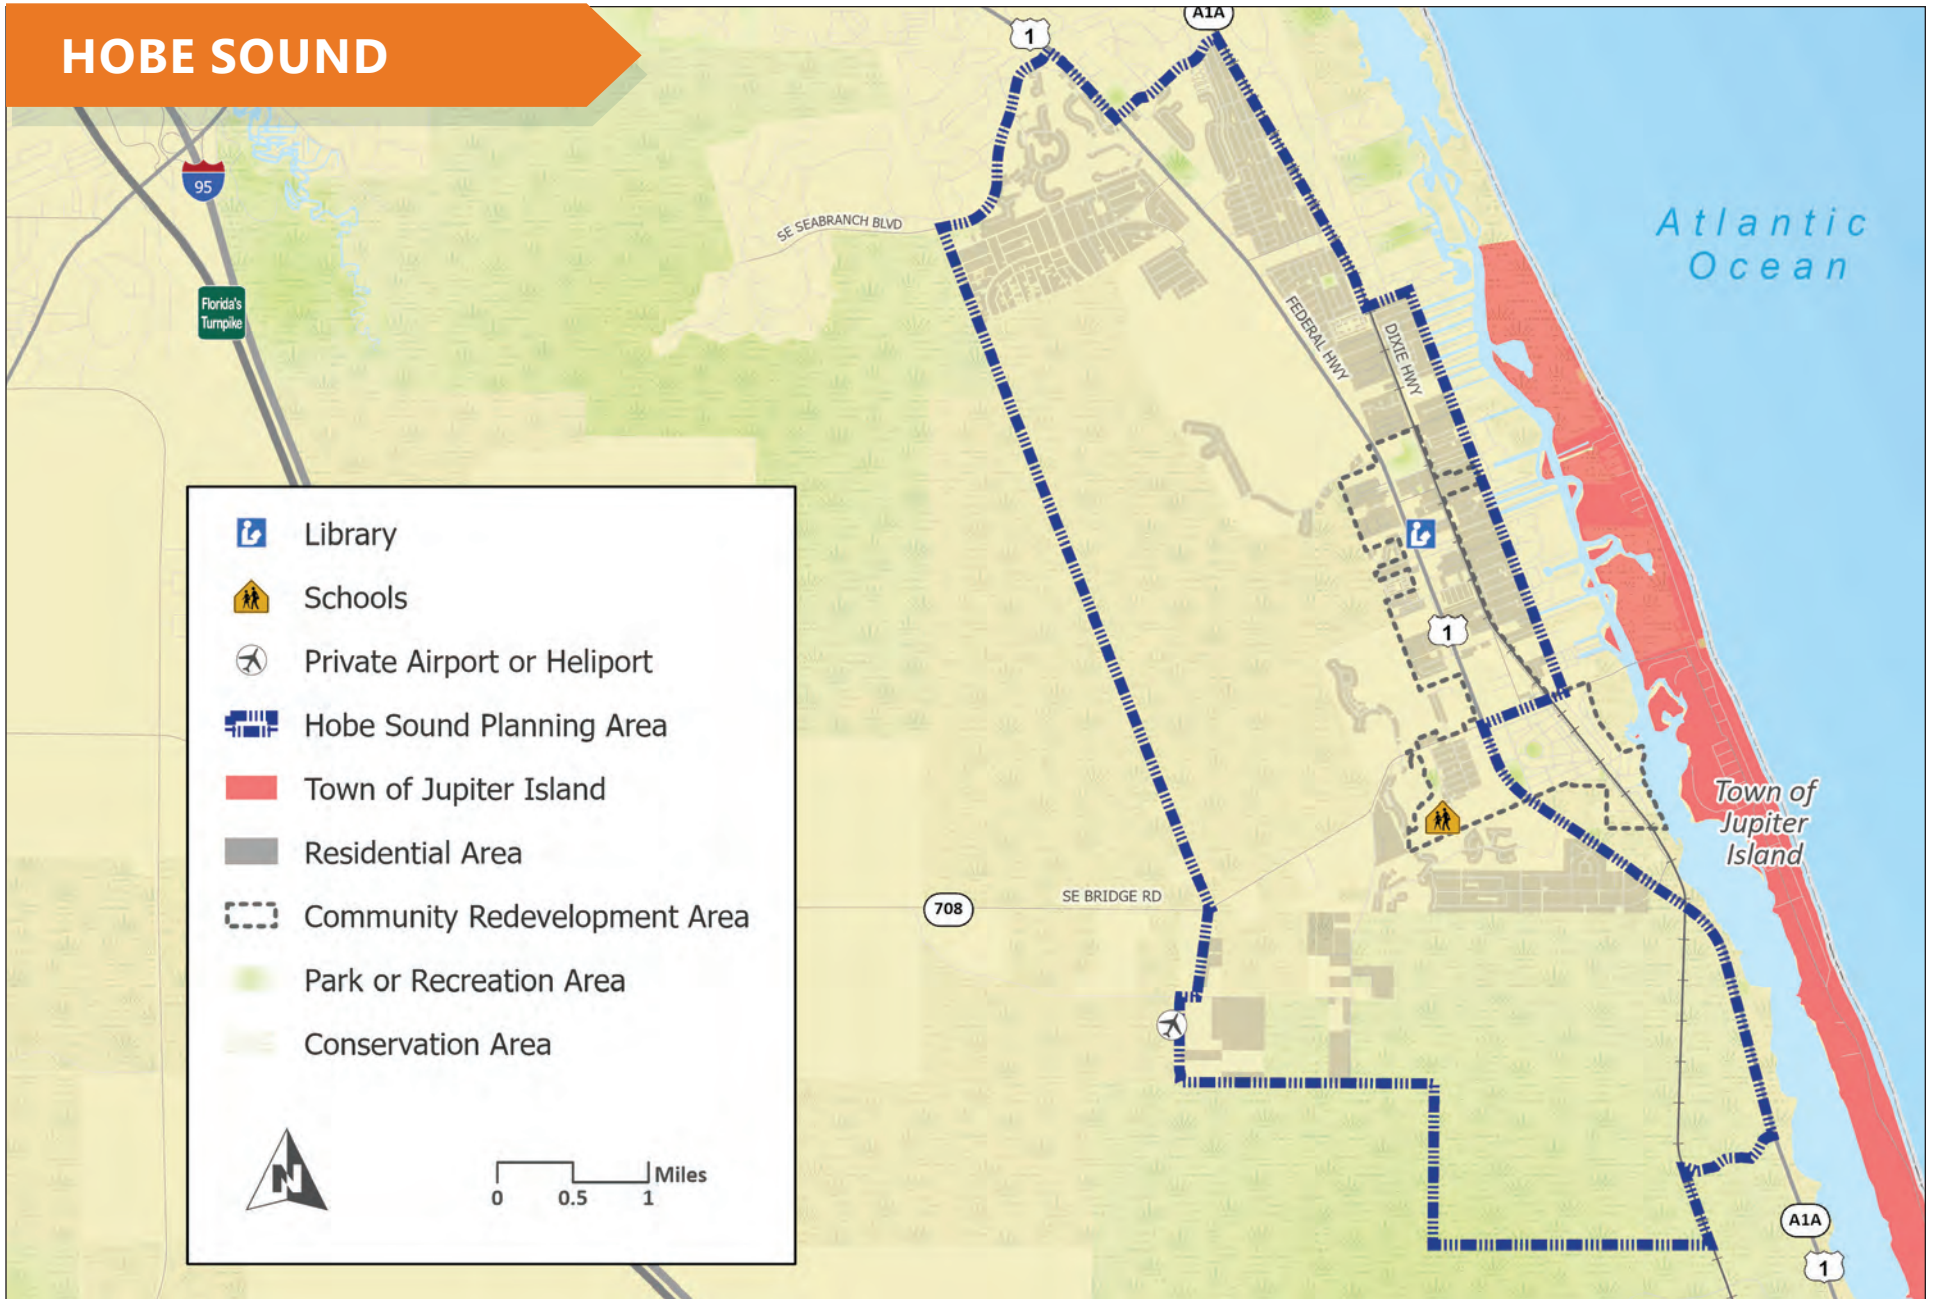 HOBE SOUND
1
A1A
95
SE SEABRANCH BLVD
Atlantic
Ocean
Florida's
Turnpike
FEDERAL HWY
DIXIE HWY
Library
Schools
Private Airport or Heliport
Hobe Sound Planning Area
Town of Jupiter Island
Residential Area
Community Redevelopment Area
Park or Recreation Area
Conservation Area
N
Miles
0 0.5 1
1
Town of
Jupiter
Island
708
SE BRIDGE RD
A1A
1